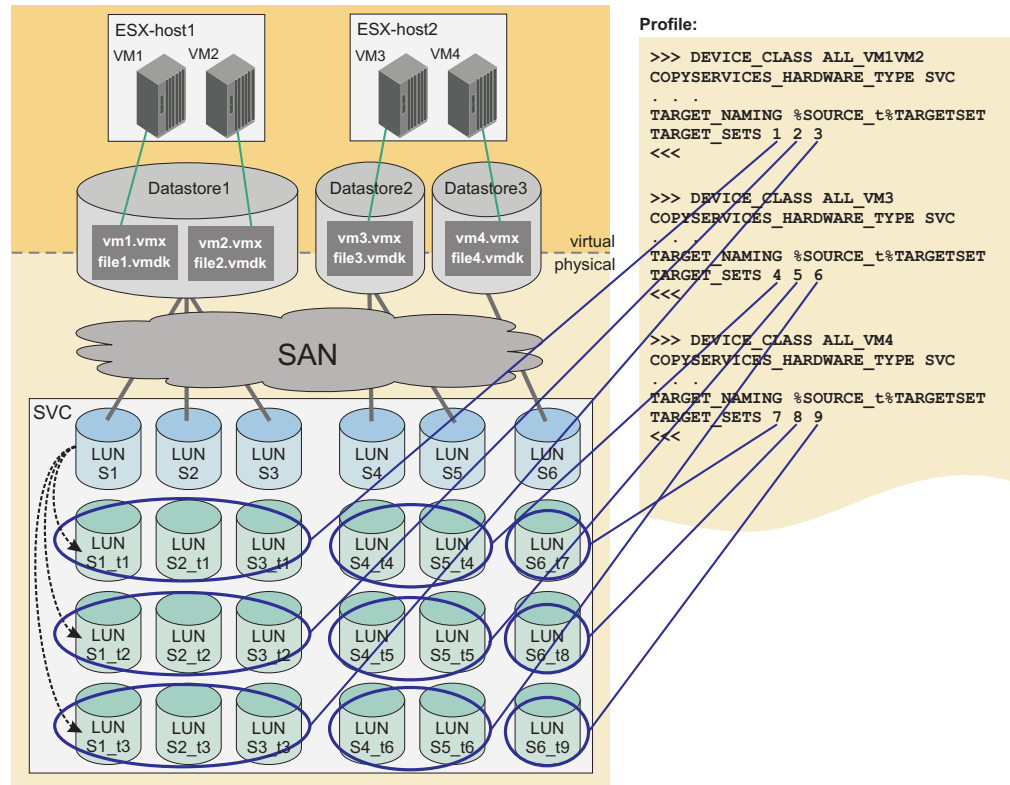 ESX-host1
VM1
VM2
ESX-host2
VM3
VM4
Datastore1
Datastore2
Datastore3
vm1.vmx
file1.vmdk
vm2.vmx
file2.vmdk
vm3.vmx
file3.vmdk
vm4.vmx
file4.vmdk
virtual
physical
SAN
SVC
LUN
S1
LUN
S2
LUN
S3
LUN
S4
LUN
S5
LUN
S6
LUN
S1_t1
LUN
S2_t1
LUN
S3_t1
LUN
S4_t4
LUN
S5_t4
LUN
S6_t7
LUN
S1_t2
LUN
S2_t2
LUN
S3_t2
LUN
S4_t5
LUN
S5_t5
LUN
S6_t8
LUN
S1_t3
LUN
S2_t3
LUN
S3_t3
LUN
S4_t6
LUN
S5_t6
LUN
S6_t9
Profile:
>>> DEVICE_CLASS ALL_VM1VM2
COPYSERVICES_HARDWARE_TYPE SVC
. . .
TARGET_NAMING %SOURCE_t%TARGETSET
TARGET_SETS 1 2 3
<<<
>>> DEVICE_CLASS ALL_VM3
COPYSERVICES_HARDWARE_TYPE SVC
. . .
TARGET_NAMING %SOURCE_t%TARGETSET
TARGET_SETS 4 5 6
<<<
>>> DEVICE_CLASS ALL_VM4
COPYSERVICES_HARDWARE_TYPE SVC
. . .
TARGET_NAMING %SOURCE_t%TARGETSET
TARGET_SETS 7 8 9
<<<